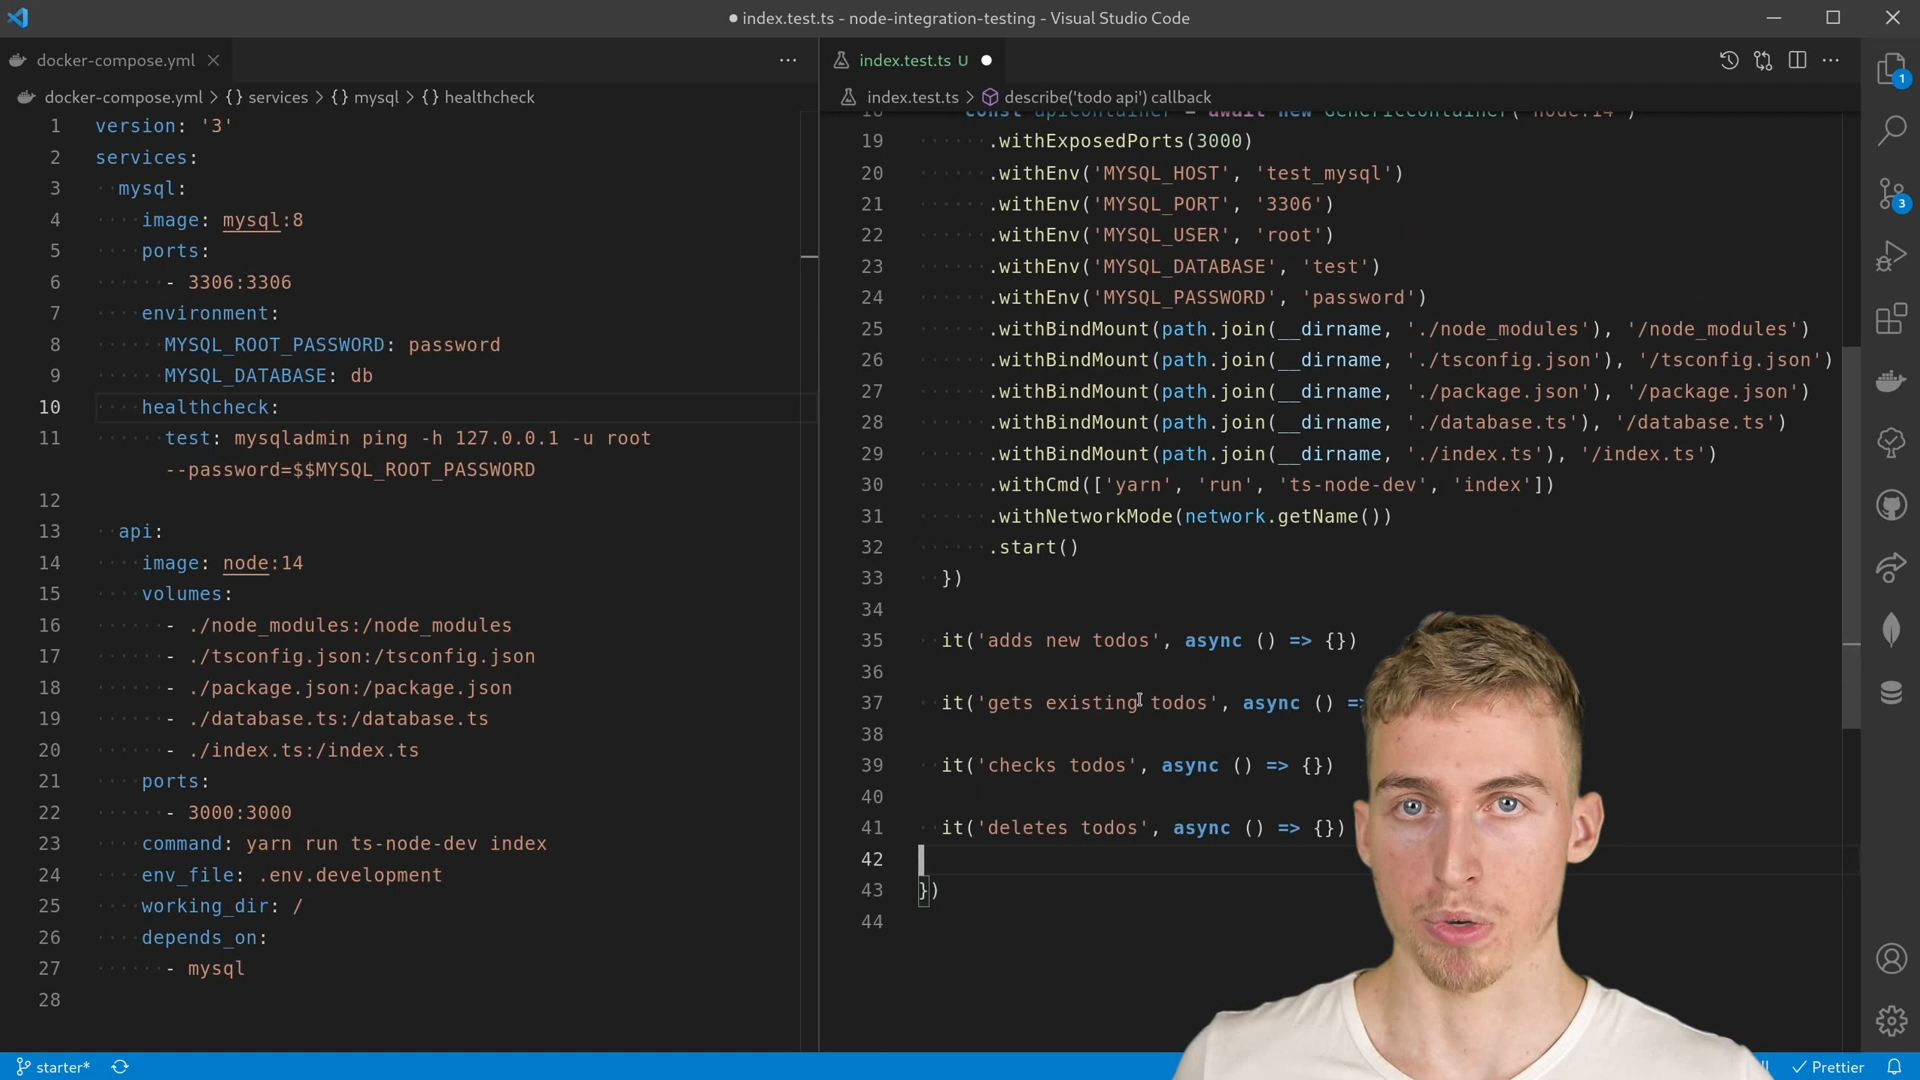 index.test.ts - node-integration-testing - Visual Studio Code
docker-compose.yml
docker-compose.yml > {} services > {} mysql > {} healthcheck
1 version: '3'
2 services:
3 mysql:
4 image: mysql:8
5 ports:
6 - 3306:3306
7 environment:
8 MYSQL_ROOT_PASSWORD: password
9 MYSQL_DATABASE: db
10 healthcheck:
11 test: mysqladmin ping -h 127.0.0.1 -u root
--password=$$MYSQL_ROOT_PASSWORD
12
13 api:
14 image: node:14
15 volumes:
16 - ./node_modules:/node_modules
17 - ./tsconfig.json:/tsconfig.json
18 - ./package.json:/package.json
19 - ./database.ts:/database.ts
20 - ./index.ts:/index.ts
21 ports:
22 - 3000:3000
23 command: yarn run ts-node-dev index
24 env_file: .env.development
25 working_dir: /
26 depends_on:
27 - mysql
28
index.test.ts U
index.test.ts > describe('todo api') callback
18 const apiContainer = await new GenericContainer('node:14')
19 .withExposedPorts(3000)
20 .withEnv('MYSQL_HOST', 'test_mysql')
21 .withEnv('MYSQL_PORT', '3306')
22 .withEnv('MYSQL_USER', 'root')
23 .withEnv('MYSQL_DATABASE', 'test')
24 .withEnv('MYSQL_PASSWORD', 'password')
25 .withBindMount(path.join(__dirname, './node_modules'), '/node_modules')
26 .withBindMount(path.join(__dirname, './tsconfig.json'), '/tsconfig.json')
27 .withBindMount(path.join(__dirname, './package.json'), '/package.json')
28 .withBindMount(path.join(__dirname, './database.ts'), '/database.ts')
29 .withBindMount(path.join(__dirname, './index.ts'), '/index.ts')
30 .withCmd(['yarn', 'run', 'ts-node-dev', 'index'])
31 .withNetworkMode(network.getName())
32 .start()
33 })
34
35 it('adds new todos', async () => {})
36
37 it('gets existing todos', async () =>
38
39 it('checks todos', async () => {})
40
41 it('deletes todos', async () => {})
42
43 })
44
1
3
starter*
Prettier